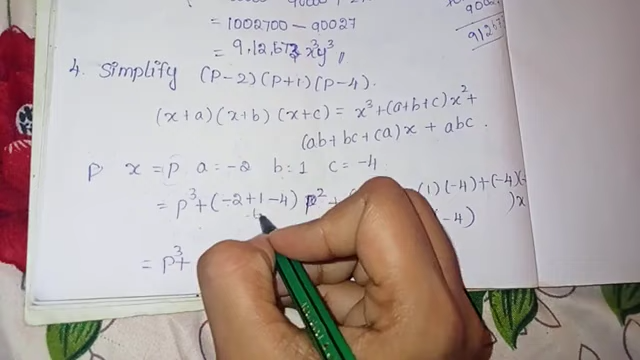 = 1002700 - 90027
= 9,12,673 x³y³ //
91267
4. Simplify (P-2) (P+1) (P-4).
(x+a) (x+b) (x+c) = x³ + (a+b+c) x² +
(ab + bc + ca) x + abc.
P x = p a = -2 b = 1 c = -4
= p³ + (-2+1-4) p² + (1) (-4) + (-4) (-
-4) )x
= p³ +